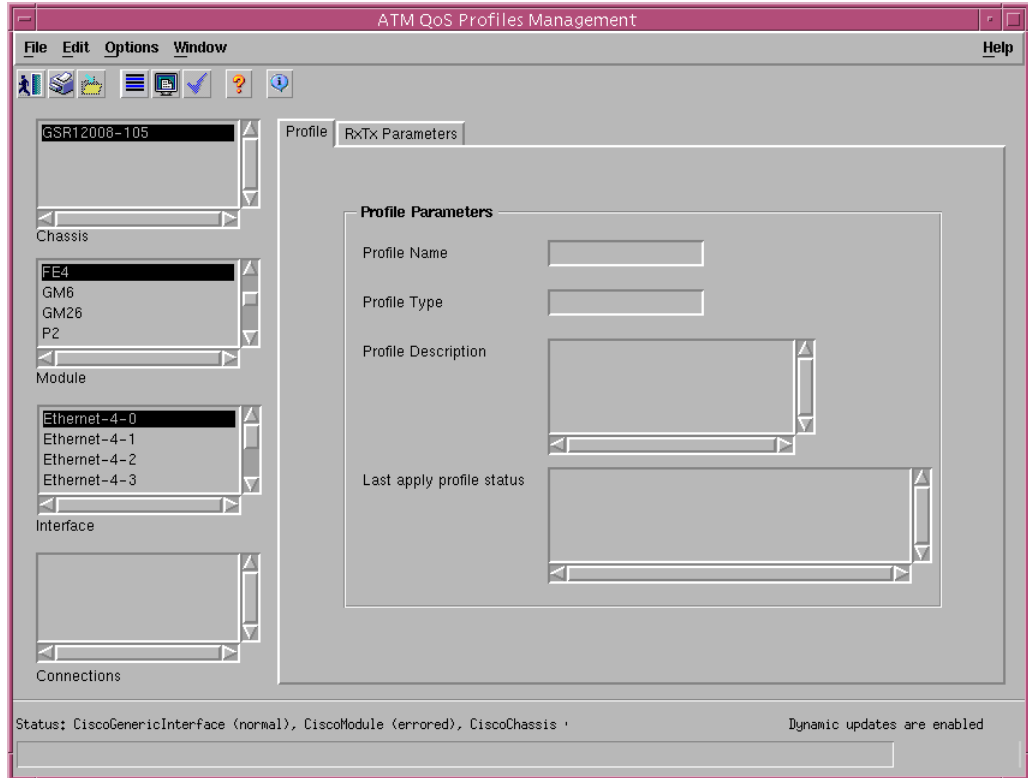 ATM QoS Profiles Management
File Edit Options Window Help
GSR12008-105
Chassis
FE4
GM6
GM26
P2
Module
Ethernet-4-0
Ethernet-4-1
Ethernet-4-2
Ethernet-4-3
Interface
Connections
Profile RxTx Parameters
Profile Parameters
Profile Name
Profile Type
Profile Description
Last apply profile status
Status: CiscoGenericInterface (normal), CiscoModule (errored), CiscoChassis
Dynamic updates are enabled